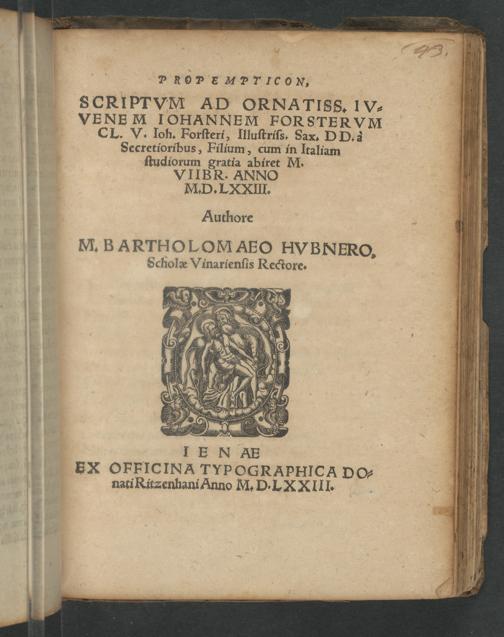 93.
PROPEMPTICON,
SCRIPTVM AD ORNATISS. IV=
VENEM IOHANNEM FORSTERVM
CL. V. Ioh. Forsteri, Illustriss. Sax. DD. à
Secretioribus, Filium, cum in Italiam
studiorum gratia abiret M.
VIIBR. ANNO
M.D.LXXIII.
Authore
M. BARTHOLOMAEO HVBNERO,
Scholæ Vinariensis Rectore.
IENAE
EX OFFICINA TYPOGRAPHICA DO=
nati Ritzenhani Anno M.D.LXXIII.